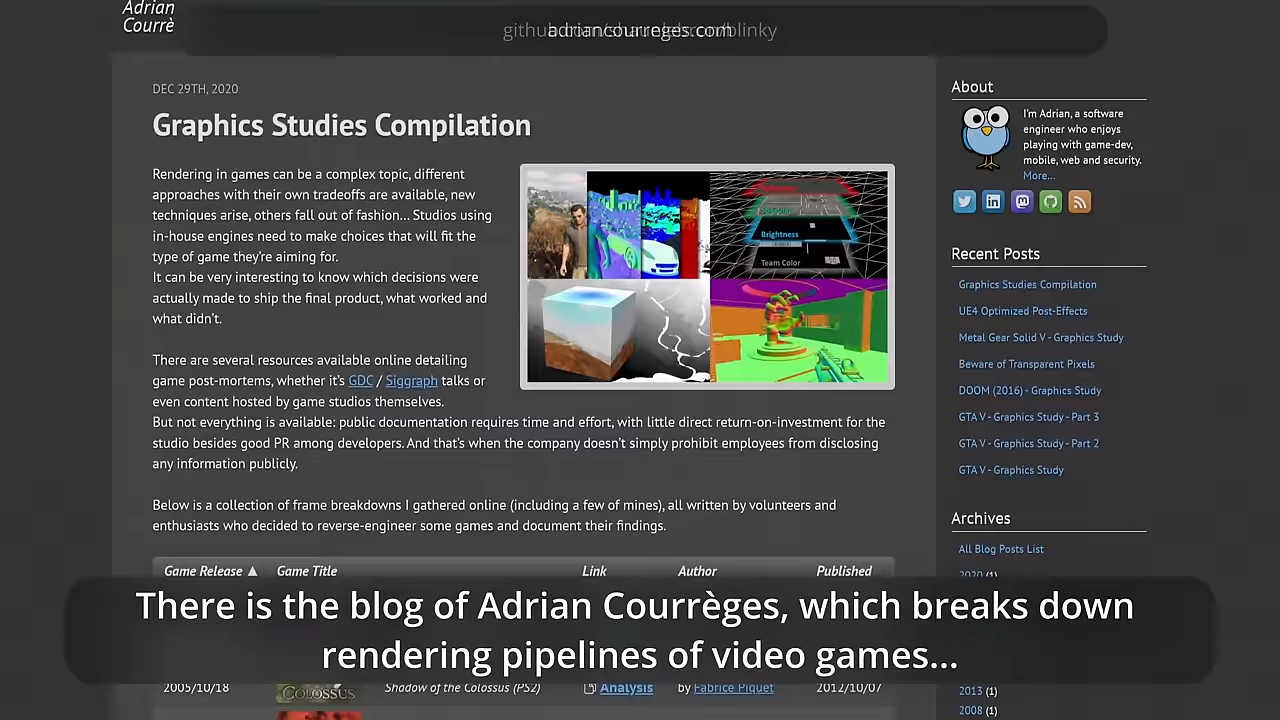 Adrian
Courrè
adriancourreges.com
DEC 29TH, 2020
Graphics Studies Compilation
Rendering in games can be a complex topic, different
approaches with their own tradeoffs are available, new
techniques arise, others fall out of fashion... Studios using
in-house engines need to make choices that will fit the
type of game they're aiming for.
It can be very interesting to know which decisions were
actually made to ship the final product, what worked and
what didn't.
There are several resources available online detailing
game post-mortems, whether it's GDC / Siggraph talks or
even content hosted by game studios themselves.
But not everything is available: public documentation requires time and effort, with little direct return-on-investment for the
studio besides good PR among developers. And that's when the company doesn't simply prohibit employees from disclosing
any information publicly.
Below is a collection of frame breakdowns I gathered online (including a few of mines), all written by volunteers and
enthusiasts who decided to reverse-engineer some games and document their findings.
Brightness
Team Color
Game Release ▲ Game Title Link Author Published
2005/10/18 COLOSSUS Shadow of the Colossus (PS2) Analysis by Fabrice Piquet 2012/10/07
About
I'm Adrian, a software
engineer who enjoys
playing with game-dev,
mobile, web and security.
More...
Recent Posts
Graphics Studies Compilation
UE4 Optimized Post-Effects
Metal Gear Solid V - Graphics Study
Beware of Transparent Pixels
DOOM (2016) - Graphics Study
GTA V - Graphics Study - Part 3
GTA V - Graphics Study - Part 2
GTA V - Graphics Study
Archives
All Blog Posts List
2020 (1)
2013 (1)
2008 (1)
There is the blog of Adrian Courrèges, which breaks down
rendering pipelines of video games...